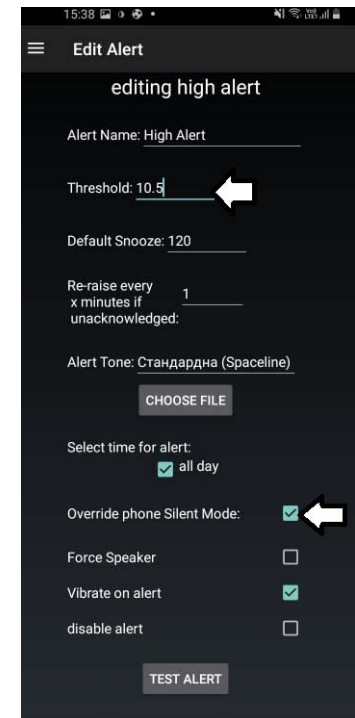 15:38
Edit Alert
editing high alert
Alert Name: High Alert
Threshold: 10.5
Default Snooze: 120
Re-raise every
x minutes if
unacknowledged:
1
Alert Tone: Стандардна (Spaceline)
CHOOSE FILE
Select time for alert:
all day
Override phone Silent Mode:
Force Speaker
Vibrate on alert
disable alert
TEST ALERT